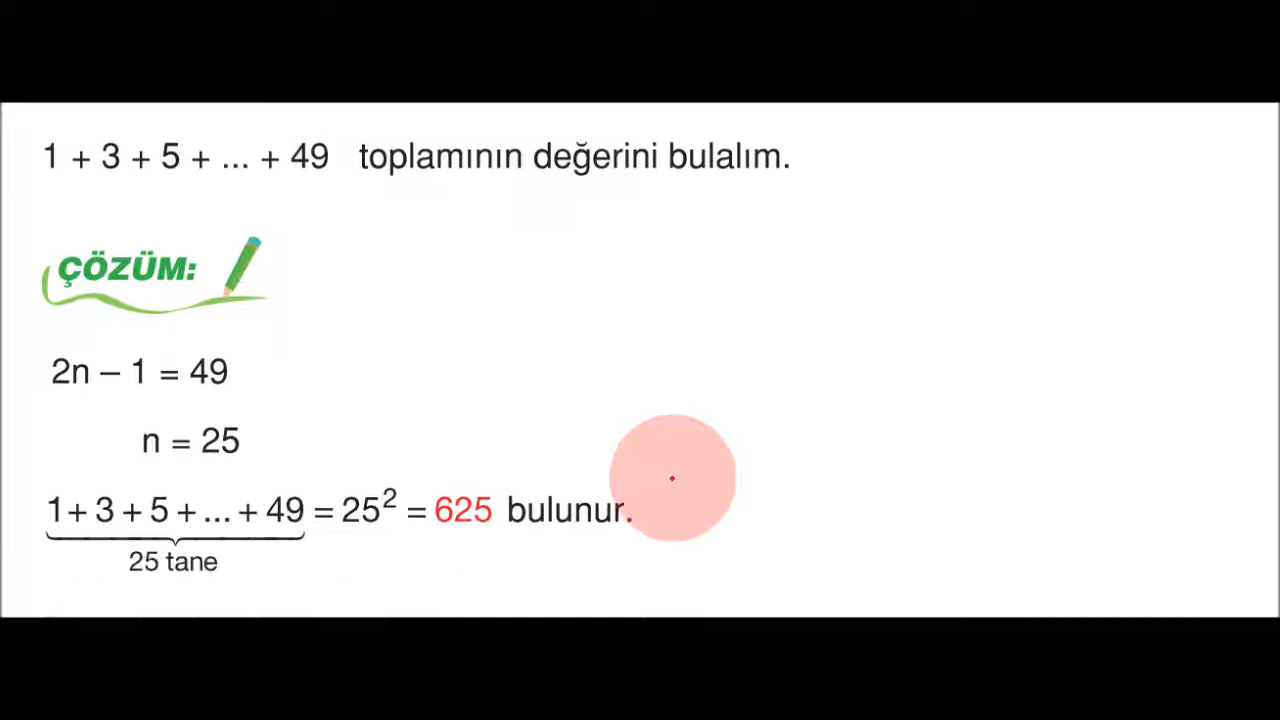 1 + 3 + 5 + ... + 49 toplamının değerini bulalım.
ÇÖZÜM:
2n – 1 = 49
n = 25
1+ 3 + 5 + ... + 49 = 25² = 625 bulunur.
25 tane